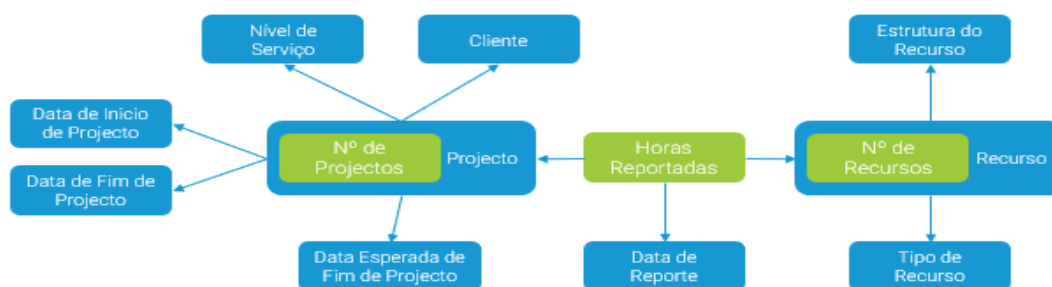 Nível de
Serviço
Cliente
Estrutura do
Recurso
Data de Inicio
de Projecto
Data de Fim de
Projecto
Nº de
Projectos
Projecto
Horas
Reportadas
Nº de
Recursos
Recurso
Data Esperada de
Fim de Projecto
Data de
Reporte
Tipo de
Recurso